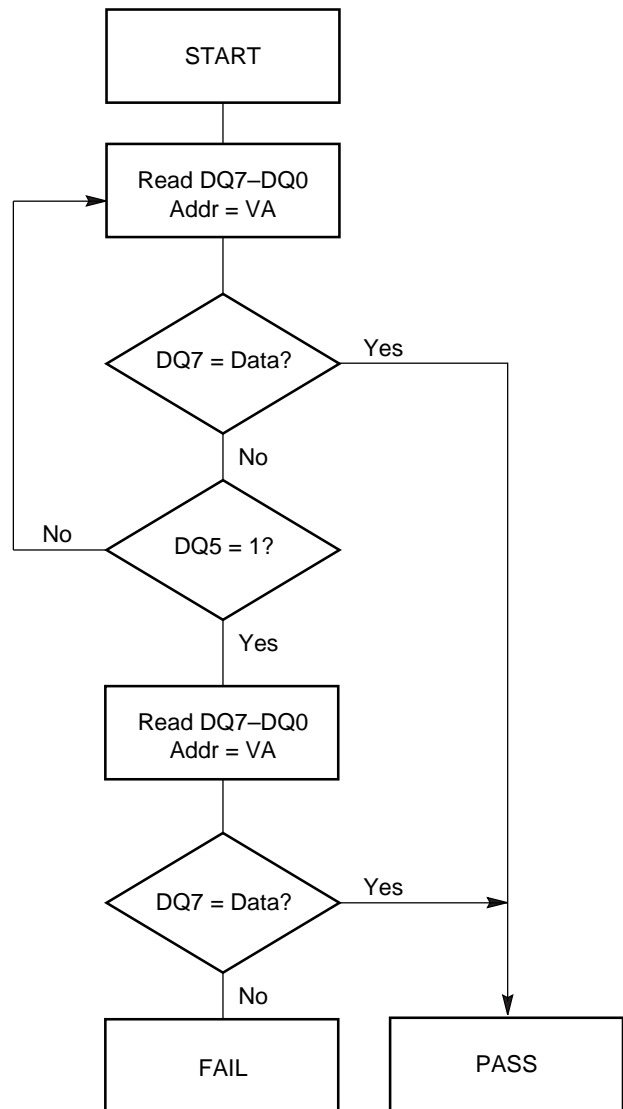 START
Read DQ7–DQ0
Addr = VA
DQ7 = Data?
Yes
No
No
DQ5 = 1?
Yes
Read DQ7–DQ0
Addr = VA
DQ7 = Data?
Yes
No
FAIL
PASS